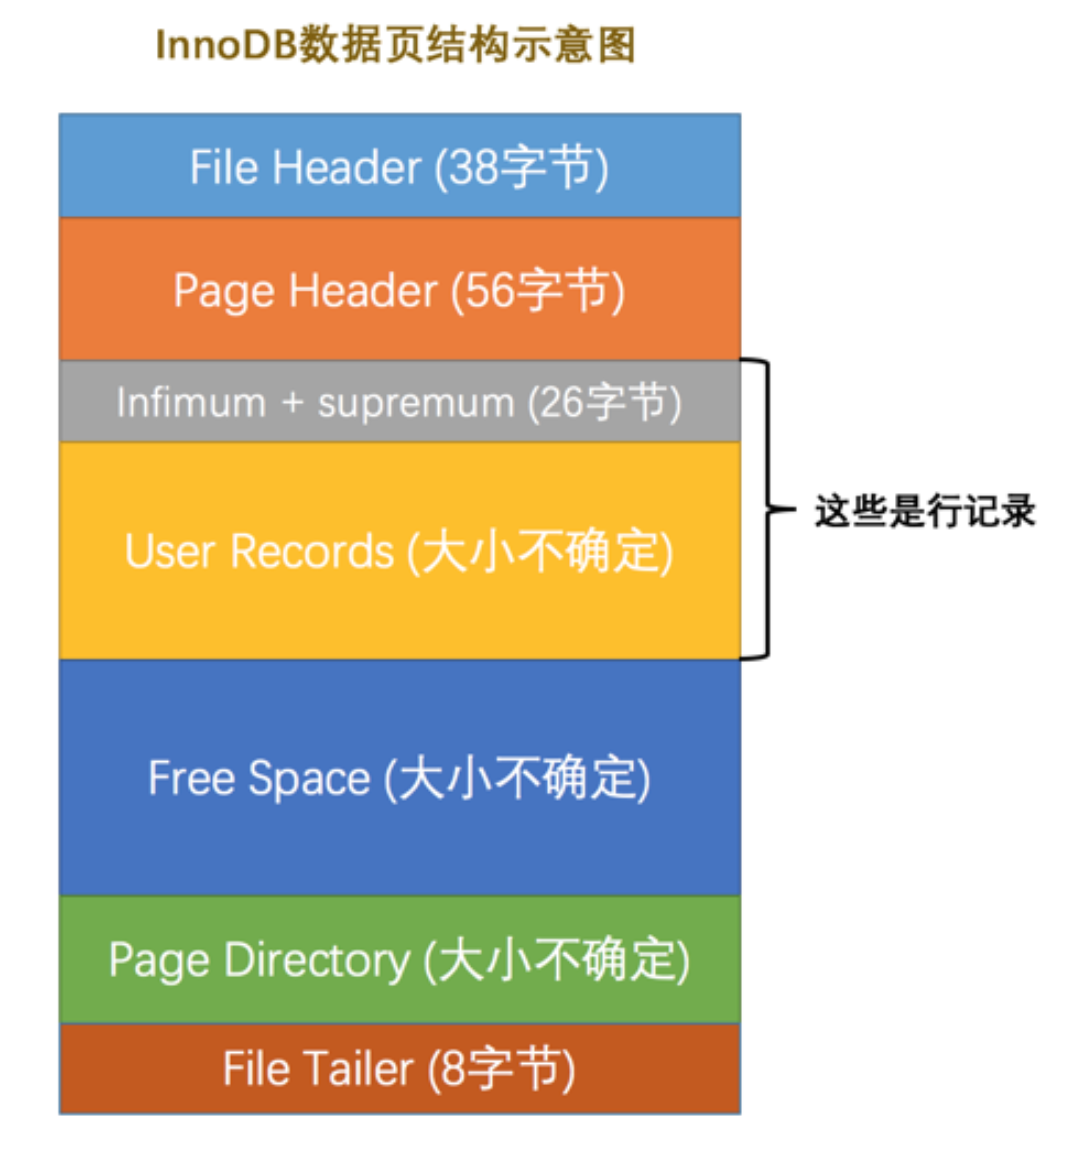 InnoDB数据页结构示意图
File Header (38字节)
Page Header (56字节)
Infimum + supremum (26字节)
这些是行记录
User Records (大小不确定)
Free Space (大小不确定)
Page Directory (大小不确定)
File Tailer (8字节)